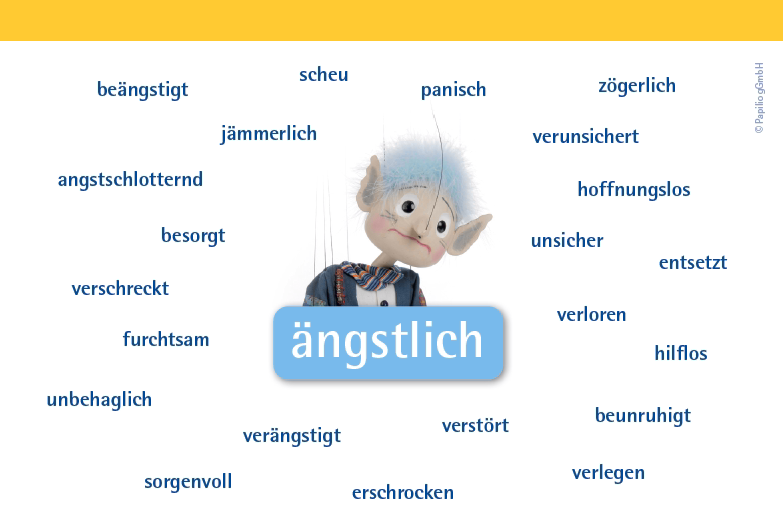 scheu
beängstigt
panisch
zögerlich
© Papilio gGmbH
jämmerlich
verunsichert
angstschlotternd
hoffnungslos
besorgt
unsicher
entsetzt
verschreckt
verloren
furchtsam
ängstlich
hilflos
unbehaglich
beunruhigt
verstört
verängstigt
verlegen
sorgenvoll
erschrocken